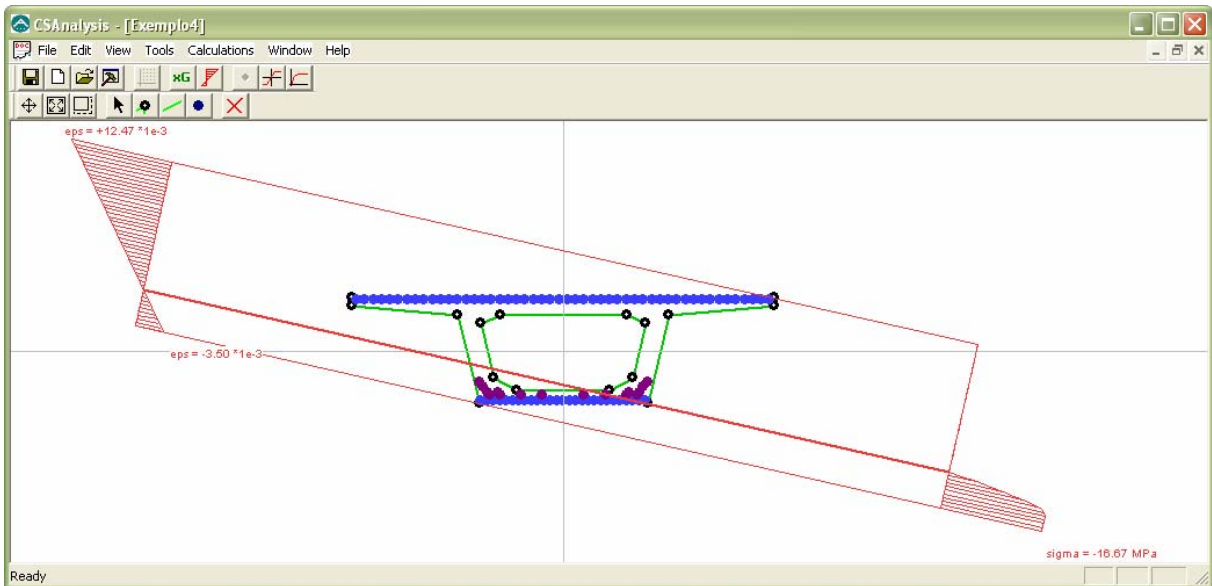 CSAnalysis - [Exemplo4]
File Edit View Tools Calculations Window Help
xG
eps = +12.47 *1e-3
eps = -3.50 *1e-3
sigma = -16.67 MPa
Ready